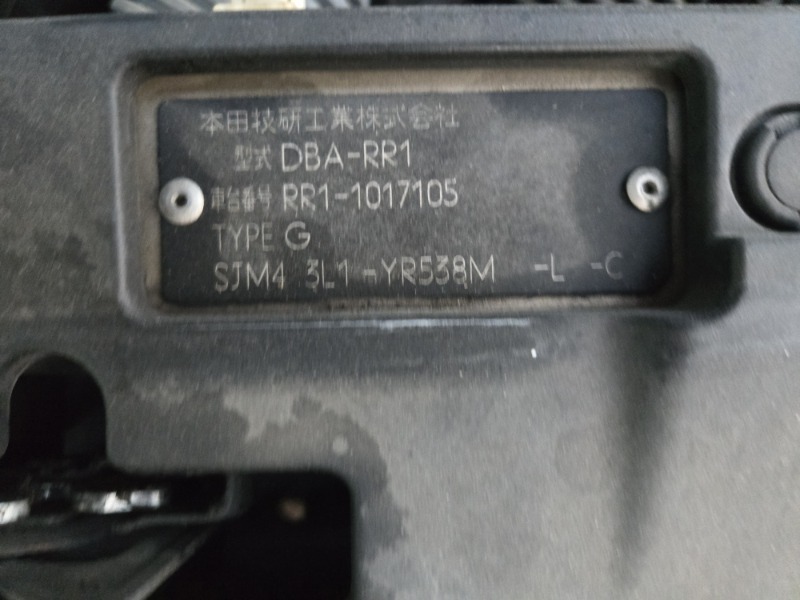 本田技研工業株式会社
型式 DBA-RR1
車台番号 RR1-1017105
TYPE G
SJM4 3L1 -YR538M -L -C